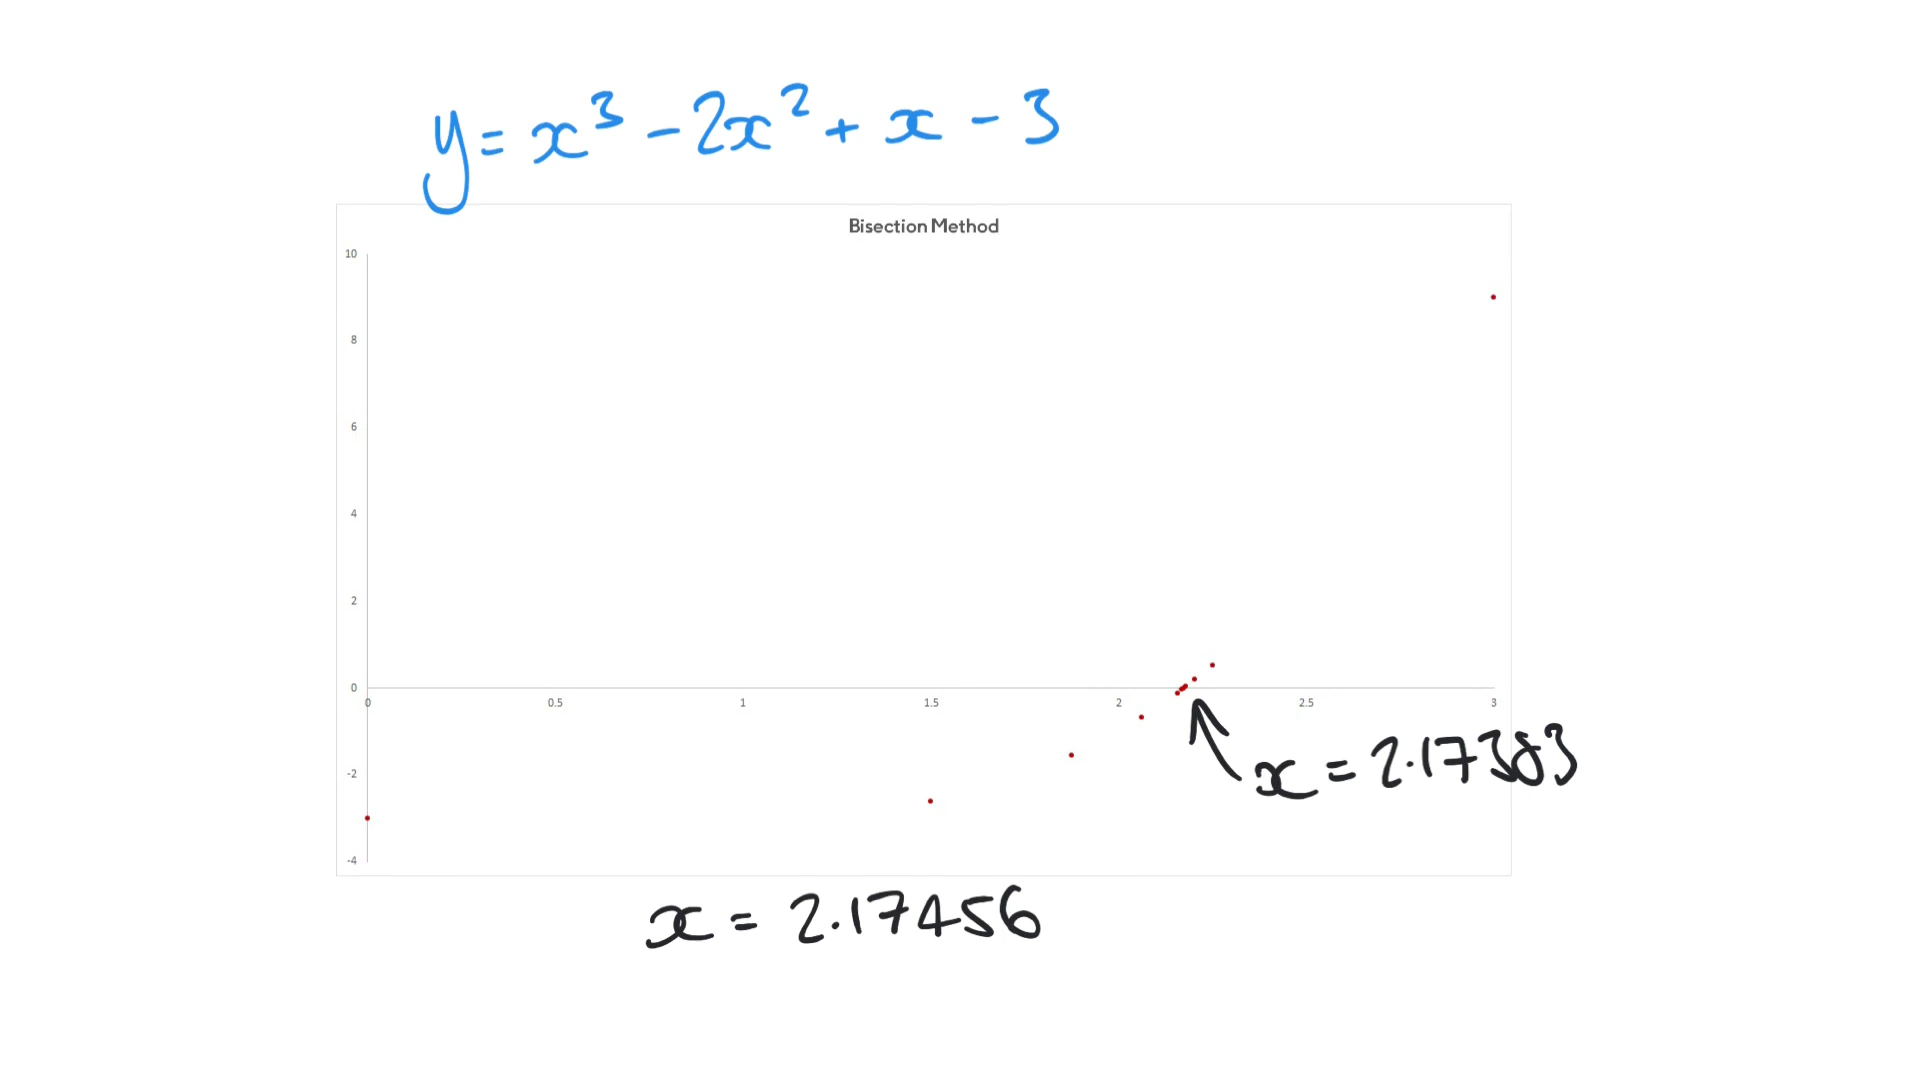 y = x³ - 2x² + x - 3
Bisection Method
10
8
6
4
2
0
-2
-4
0 0.5 1 1.5 2 2.5 3
x = 2.17383
x = 2.17456